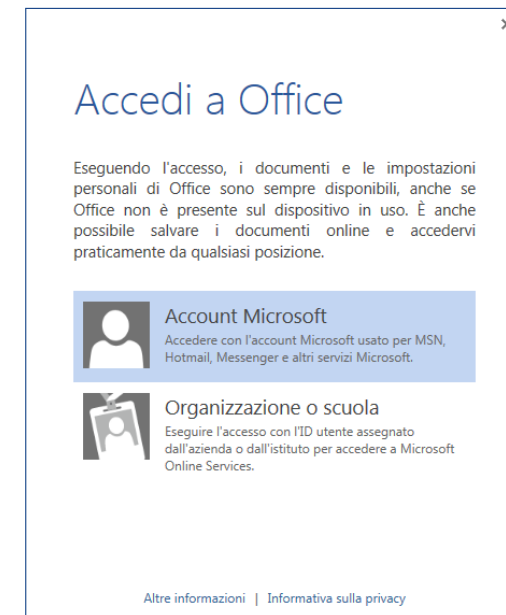 Accedi a Office
Eseguendo l'accesso, i documenti e le impostazioni
personali di Office sono sempre disponibili, anche se
Office non è presente sul dispositivo in uso. È anche
possibile salvare i documenti online e accedervi
praticamente da qualsiasi posizione.
Account Microsoft
Accedere con l'account Microsoft usato per MSN,
Hotmail, Messenger e altri servizi Microsoft.
Organizzazione o scuola
Eseguire l'accesso con l'ID utente assegnato
dall'azienda o dall'istituto per accedere a Microsoft
Online Services.
Altre informazioni | Informativa sulla privacy